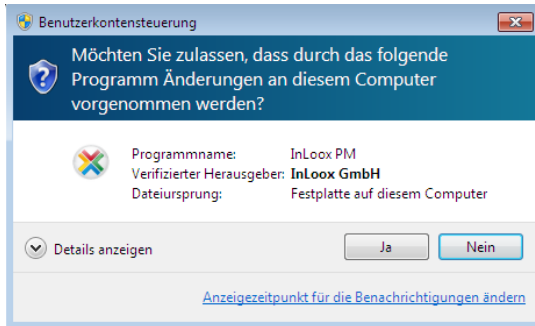 Benutzerkontensteuerung
Möchten Sie zulassen, dass durch das folgende
Programm Änderungen an diesem Computer
vorgenommen werden?
Programmname: InLoox PM
Verifizierter Herausgeber: InLoox GmbH
Dateiursprung: Festplatte auf diesem Computer
Details anzeigen Ja Nein
Anzeigezeitpunkt für die Benachrichtigungen ändern